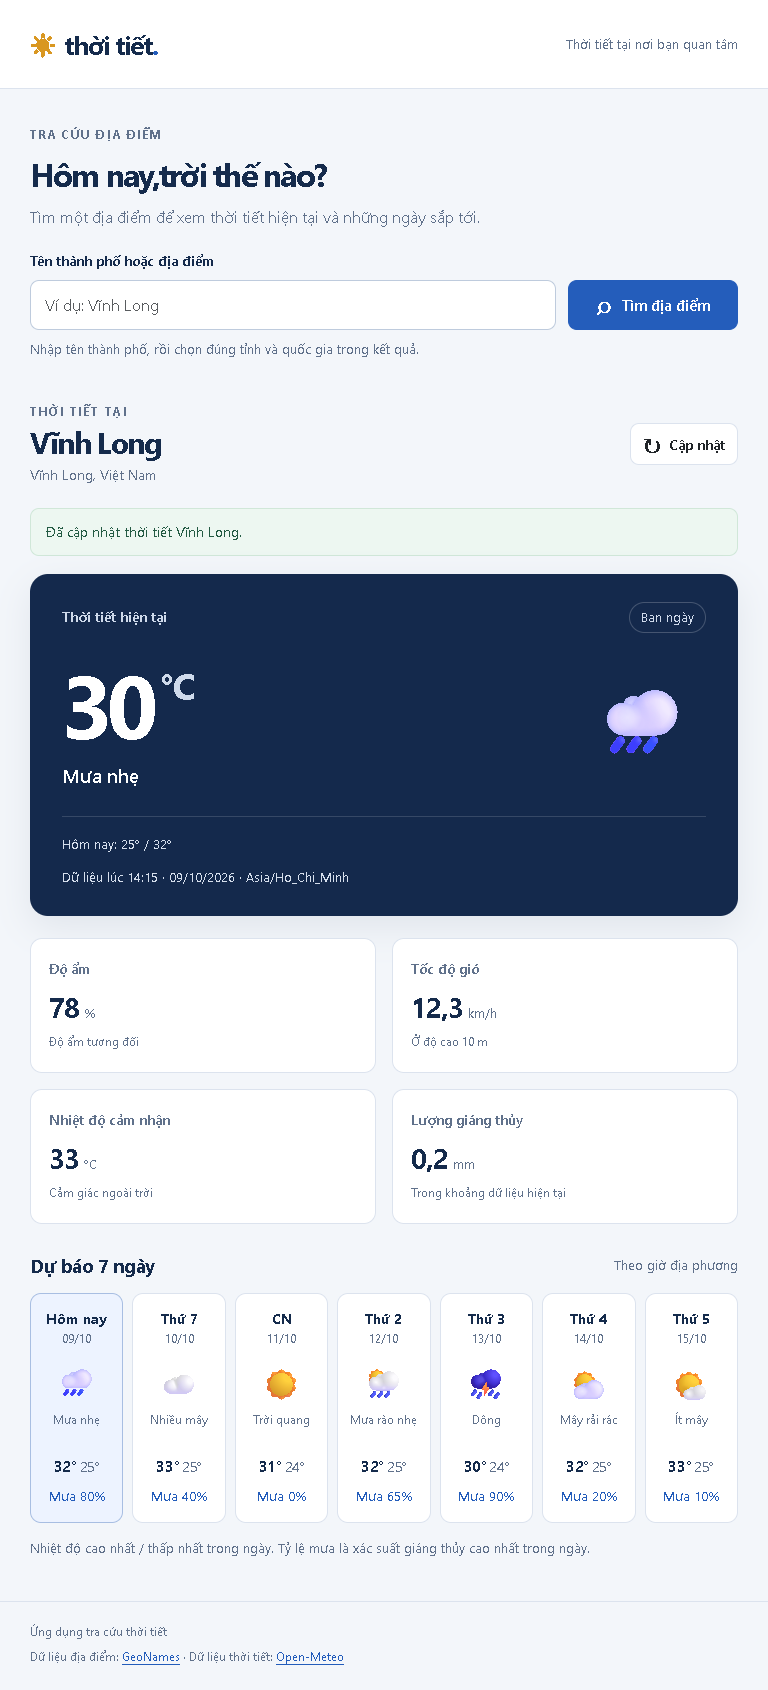 thời tiết.
Thời tiết tại nơi bạn quan tâm
TRA CỨU ĐỊA ĐIỂM
Hôm nay,trời thế nào?
Tìm một địa điểm để xem thời tiết hiện tại và những ngày sắp tới.
Tên thành phố hoặc địa điểm
Ví dụ: Vĩnh Long
Tìm địa điểm
Nhập tên thành phố, rồi chọn đúng tỉnh và quốc gia trong kết quả.
THỜI TIẾT TẠI
Vĩnh Long
Vĩnh Long, Việt Nam
Cập nhật
Đã cập nhật thời tiết Vĩnh Long.
Thời tiết hiện tại
Ban ngày
30 °C
Mưa nhẹ
Hôm nay: 25° / 32°
Dữ liệu lúc 14:15 · 09/10/2026 · Asia/Ho_Chi_Minh
Độ ẩm
78 %
Độ ẩm tương đối
Tốc độ gió
12,3 km/h
Ở độ cao 10 m
Nhiệt độ cảm nhận
33 °C
Cảm giác ngoài trời
Lượng giáng thủy
0,2 mm
Trong khoảng dữ liệu hiện tại
Dự báo 7 ngày
Theo giờ địa phương
Hôm nay
09/10
Mưa nhẹ
32° 25°
Mưa 80%
Thứ 7
10/10
Nhiều mây
33° 25°
Mưa 40%
CN
11/10
Trời quang
31° 24°
Mưa 0%
Thứ 2
12/10
Mưa rào nhẹ
32° 25°
Mưa 65%
Thứ 3
13/10
Dông
30° 24°
Mưa 90%
Thứ 4
14/10
Mây rải rác
32° 25°
Mưa 20%
Thứ 5
15/10
Ít mây
33° 25°
Mưa 10%
Nhiệt độ cao nhất / thấp nhất trong ngày. Tỷ lệ mưa là xác suất giáng thủy cao nhất trong ngày.
Ứng dụng tra cứu thời tiết
Dữ liệu địa điểm: GeoNames · Dữ liệu thời tiết: Open-Meteo